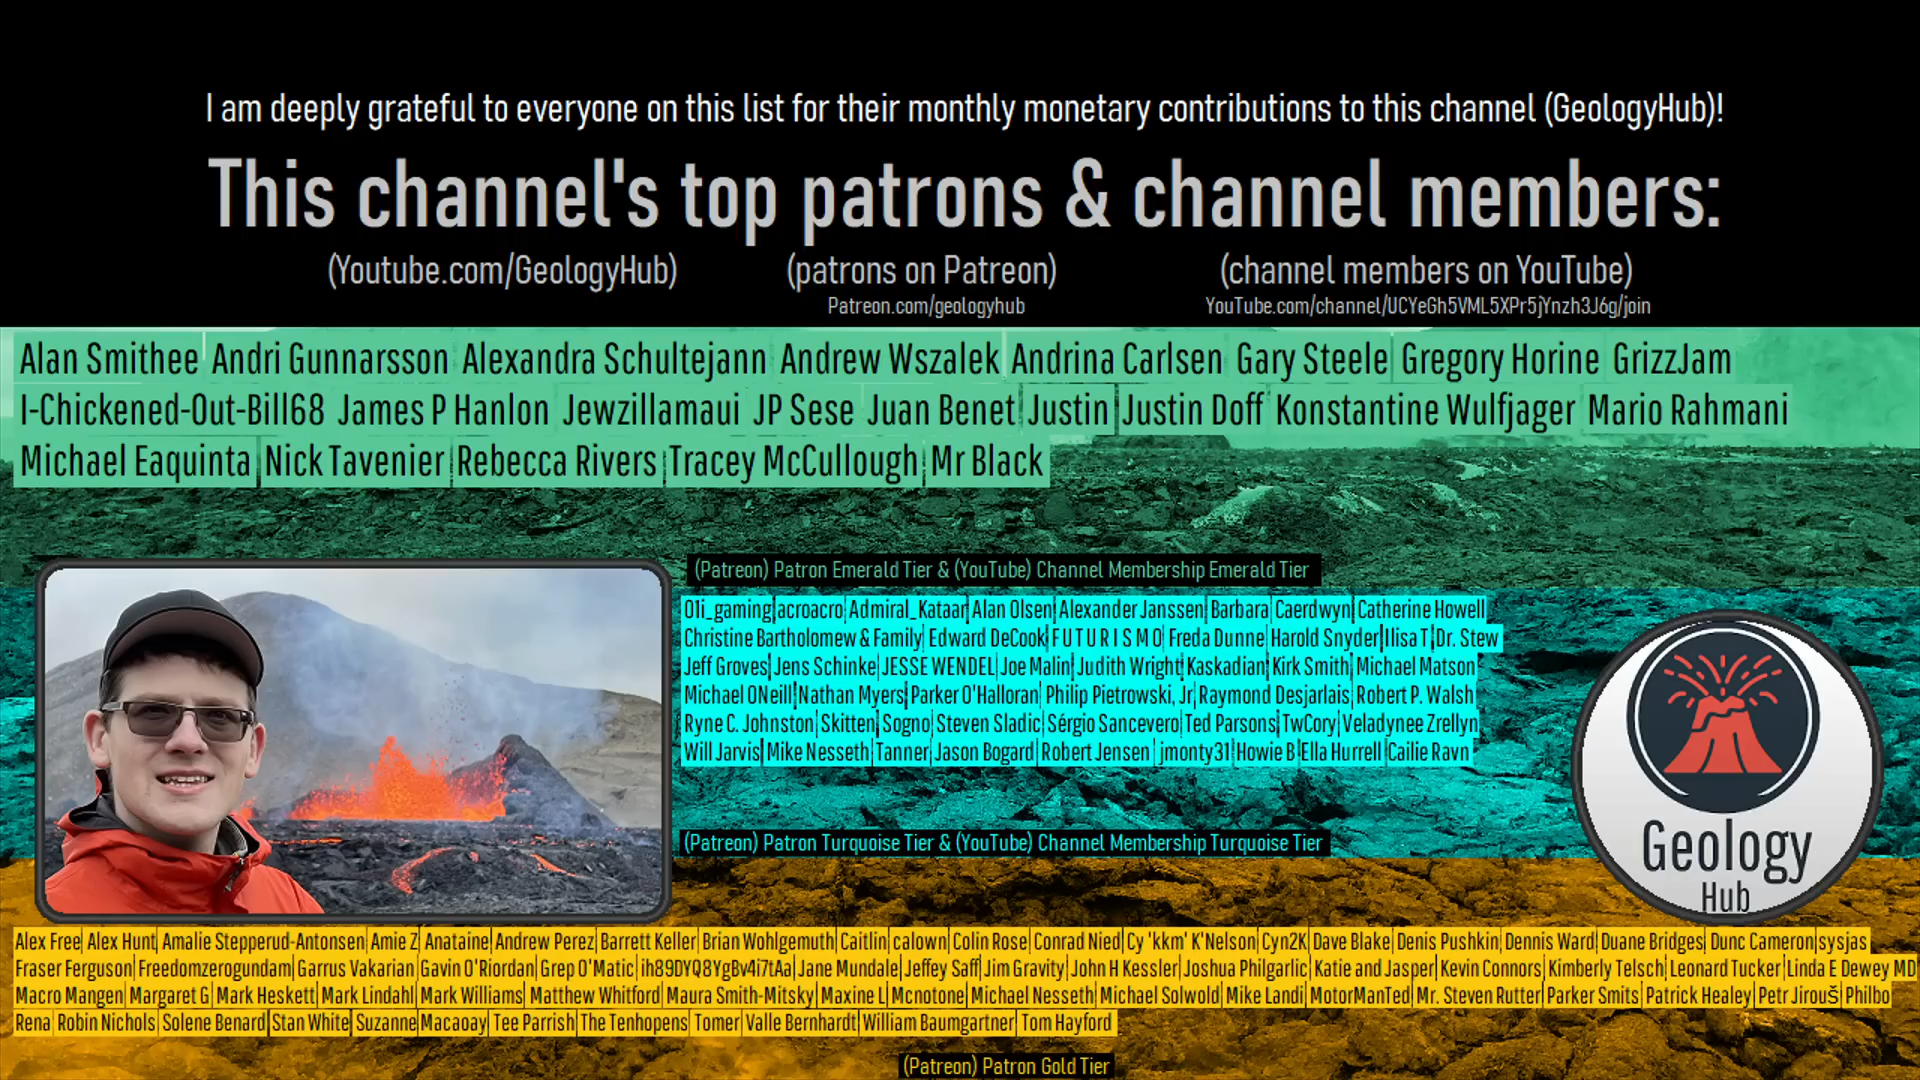 I am deeply grateful to everyone on this list for their monthly monetary contributions to this channel (GeologyHub)!
This channel's top patrons & channel members:
(Youtube.com/GeologyHub) (patrons on Patreon) (channel members on YouTube)
Patreon.com/geologyhub YouTube.com/channel/UCYeGh5VML5XPr5jYnzh3J6g/join
Alan Smithee Andri Gunnarsson Alexandra Schultejann Andrew Wszalek Andrina Carlsen Gary Steele Gregory Horine GrizzJam
I-Chickened-Out-Bill68 James P Hanlon Jewzillamaui JP Sese Juan Benet Justin Justin Doff Konstantine Wulfjager Mario Rahmani
Michael Eaquinta Nick Tavenier Rebecca Rivers Tracey McCullough Mr Black
(Patreon) Patron Emerald Tier & (YouTube) Channel Membership Emerald Tier
01i_gaming acroacro Admiral_Kataar Alan Olsen Alexander Janssen Barbara Caerdwyn Catherine Howell
Christine Bartholomew & Family Edward DeCook F U T U R I S M O Freda Dunne Harold Snyder Ilisa T Dr. Stew
Jeff Groves Jens Schinke JESSE WENDEL Joe Malin Judith Wright Kaskadian Kirk Smith Michael Matson
Michael ONeill Nathan Myers Parker O'Halloran Philip Pietrowski, Jr Raymond Desjarlais Robert P. Walsh
Ryne C. Johnston Skitten Sogno Steven Sladic Sérgio Sancevero Ted Parsons TwCory Veladynee Zrellyn
Will Jarvis Mike Nesseth Tanner Jason Bogard Robert Jensen jmonty31 Howie B Ella Hurrell Cailie Ravn
(Patreon) Patron Turquoise Tier & (YouTube) Channel Membership Turquoise Tier
Geology
Hub
Alex Free Alex Hunt Amalie Stepperud-Antonsen Amie Z Anataine Andrew Perez Barrett Keller Brian Wohlgemuth Caitlin calown Colin Rose Conrad Nied Cy 'kkm' K'Nelson Cyn2K Dave Blake Denis Pushkin Dennis Ward Duane Bridges Dunc Cameron sysjas
Fraser Ferguson Freedomzerogundam Garrus Vakarian Gavin O'Riordan Grep O'Matic ih89DYQ8YgBv4i7tAa Jane Mundale Jeffey Saff Jim Gravity John H Kessler Joshua Philgarlic Katie and Jasper Kevin Connors Kimberly Telsch Leonard Tucker Linda E Dewey MD
Macro Mangen Margaret G Mark Heskett Mark Lindahl Mark Williams Matthew Whitford Maura Smith-Mitsky Maxine L Mcnotone Michael Nesseth Michael Solwold Mike Landi MotorManTed Mr. Steven Rutter Parker Smits Patrick Healey Petr Jirouš Philbo
Rena Robin Nichols Solene Benard Stan White Suzanne Macaoay Tee Parrish The Tenhopens Tomer Valle Bernhardt William Baumgartner Tom Hayford
(Patreon) Patron Gold Tier